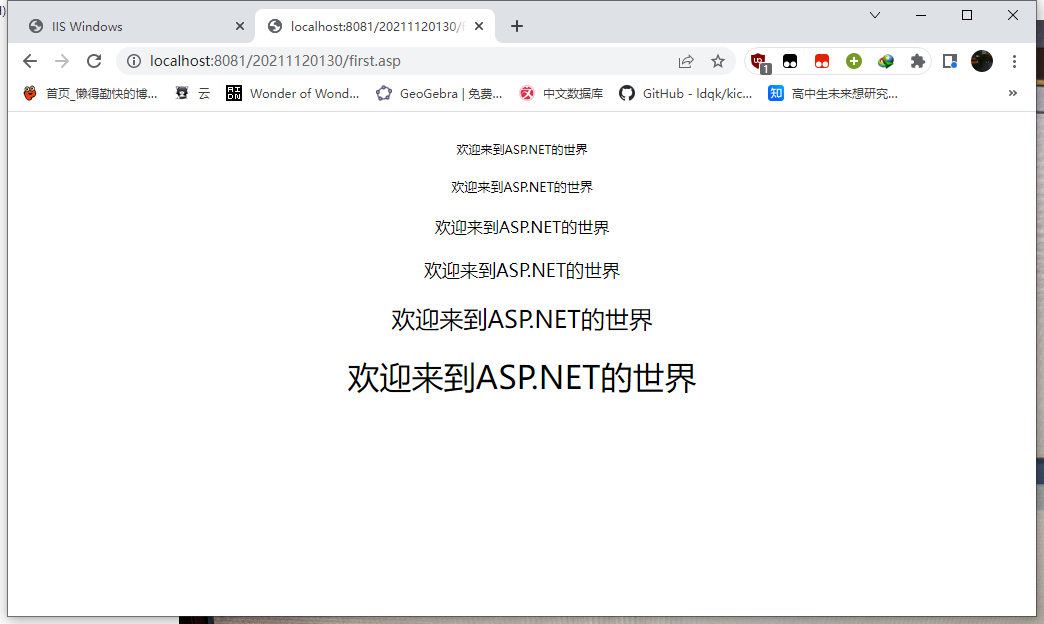 IIS Windows
localhost:8081/20211120130/f
localhost:8081/20211120130/first.asp
1
首页_懒得勤快的博...
云
Wonder of Wond...
GeoGebra | 免费...
中文数据库
GitHub - ldqk/kic...
知
高中生未来想研究...
»
欢迎来到ASP.NET的世界
欢迎来到ASP.NET的世界
欢迎来到ASP.NET的世界
欢迎来到ASP.NET的世界
欢迎来到ASP.NET的世界
欢迎来到ASP.NET的世界